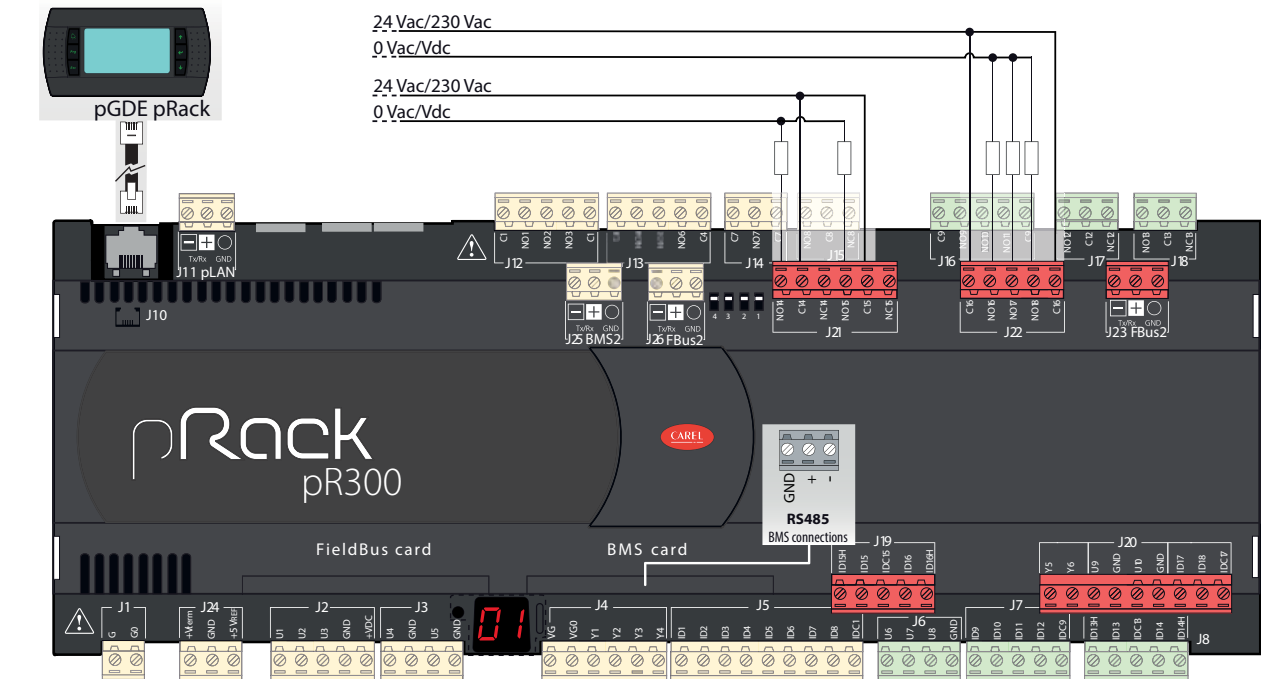 24 Vac/230 Vac
0 Vac/Vdc
24 Vac/230 Vac
0 Vac/Vdc
pGDE pRack
J11 pLAN
Tx/Rx GND
J10
C1 NO1 NO2 NO3 C1
J12
NO6 C4
J13
C7 NO7 C7
J14
NO8 C8 NC8
J15
C9
J16
NO12 C12 NC12
J17
NO13 C13 NC13
J18
J25 BMS2
Tx/Rx GND
J26 FBus2
Tx/Rx GND
4 3 2 1
NO14 C14 NC14 NO15 C15 NC15
J21
C16 NO16 NO17 NO18 C16
J22
J23 FBus2
Tx/Rx GND
pRack
pR300
CAREL
GND + -
RS485
BMS connections
FieldBus card
BMS card
J19
ID15H ID15 IDC15 ID16 ID16H
J20
Y5 Y6 U9 GND U10 GND ID17 ID18 IDC17
01
J1
G G0
J24
+Vterm GND +5VREF
J2
U1 U2 U3 GND +VDC
J3
U4 GND U5 GND
J4
VG VG0 Y1 Y2 Y3 Y4
J5
ID1 ID2 ID3 ID4 ID5 ID6 ID7 ID8 IDC1
J6
U6 U7 U8 GND
J7
ID9 ID10 ID11 ID12 IDC9
ID13H ID13 IDC13 ID14 ID14H
J8